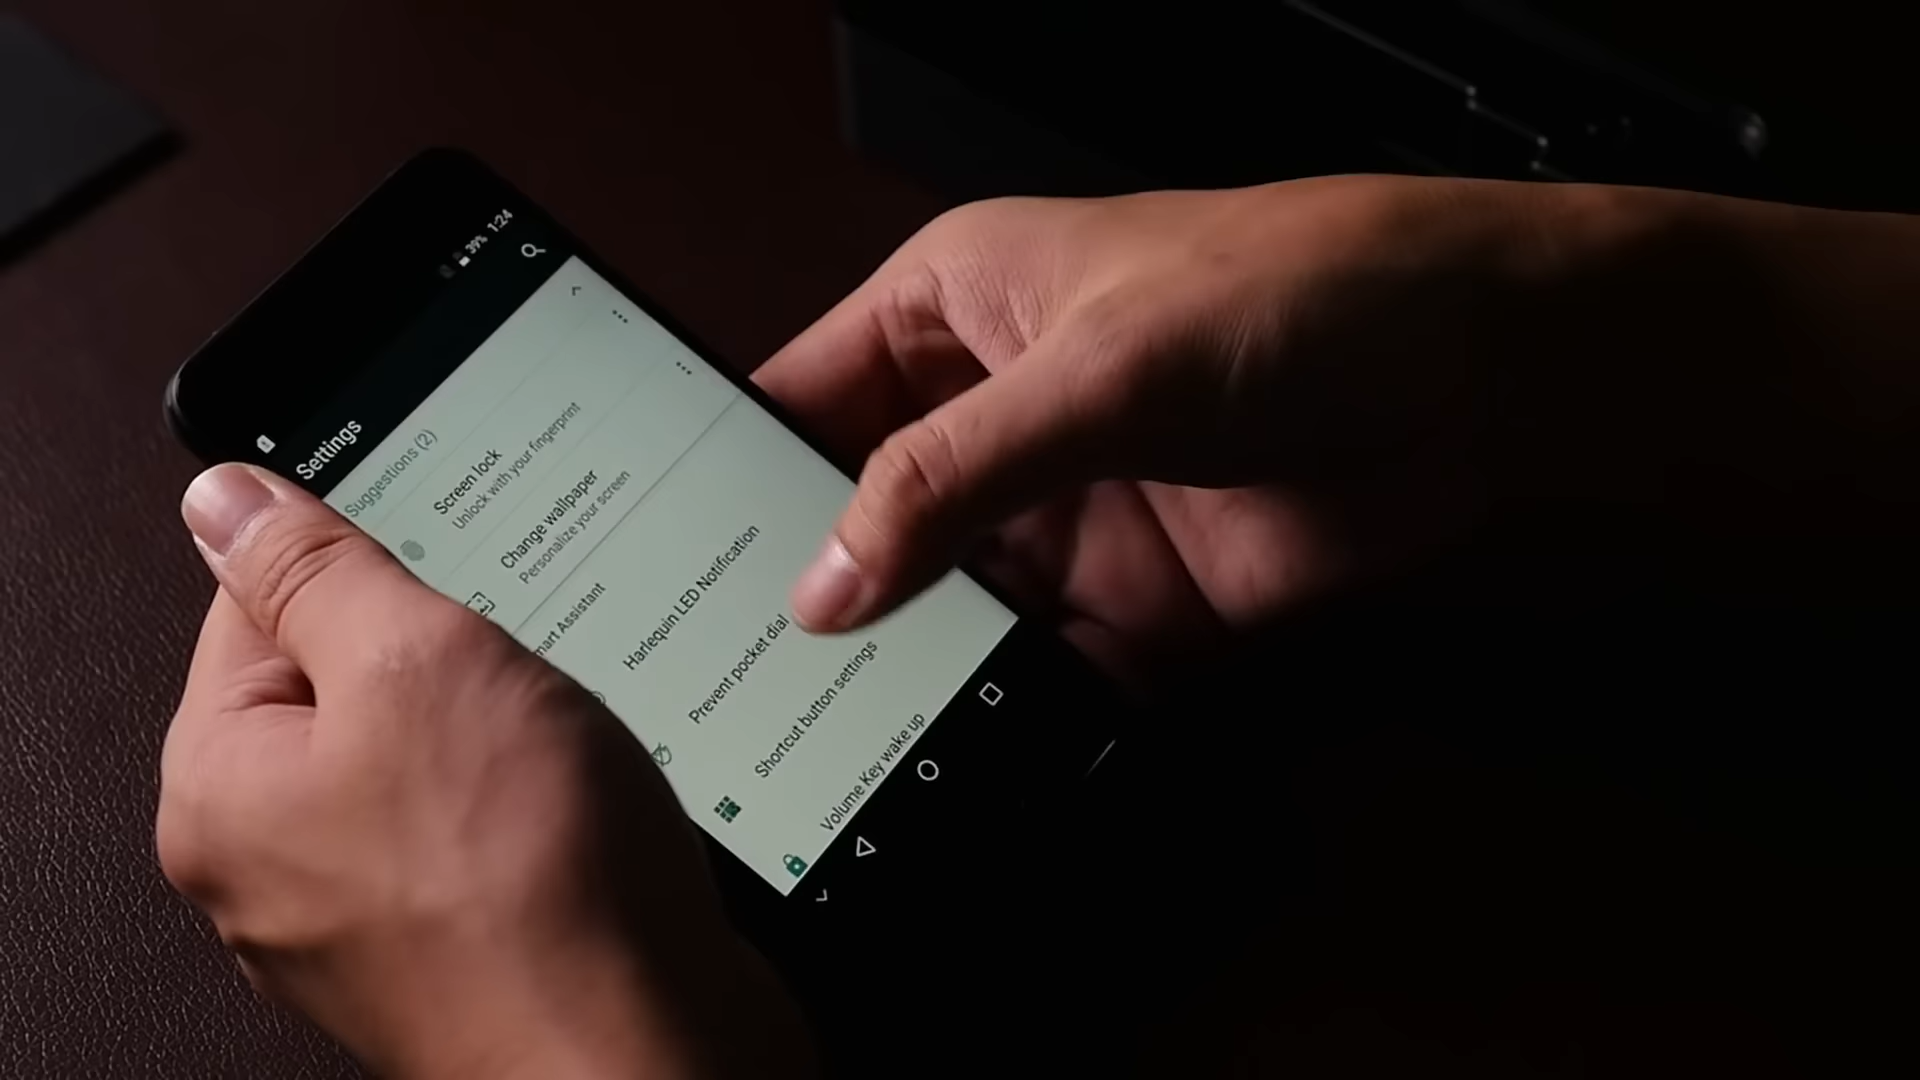 39% 1:24
Settings
Suggestions (2)
Screen lock
Unlock with your fingerprint
Change wallpaper
Personalize your screen
mart Assistant
Harlequin LED Notification
Prevent pocket dial
Shortcut button settings
Volume Key wake up